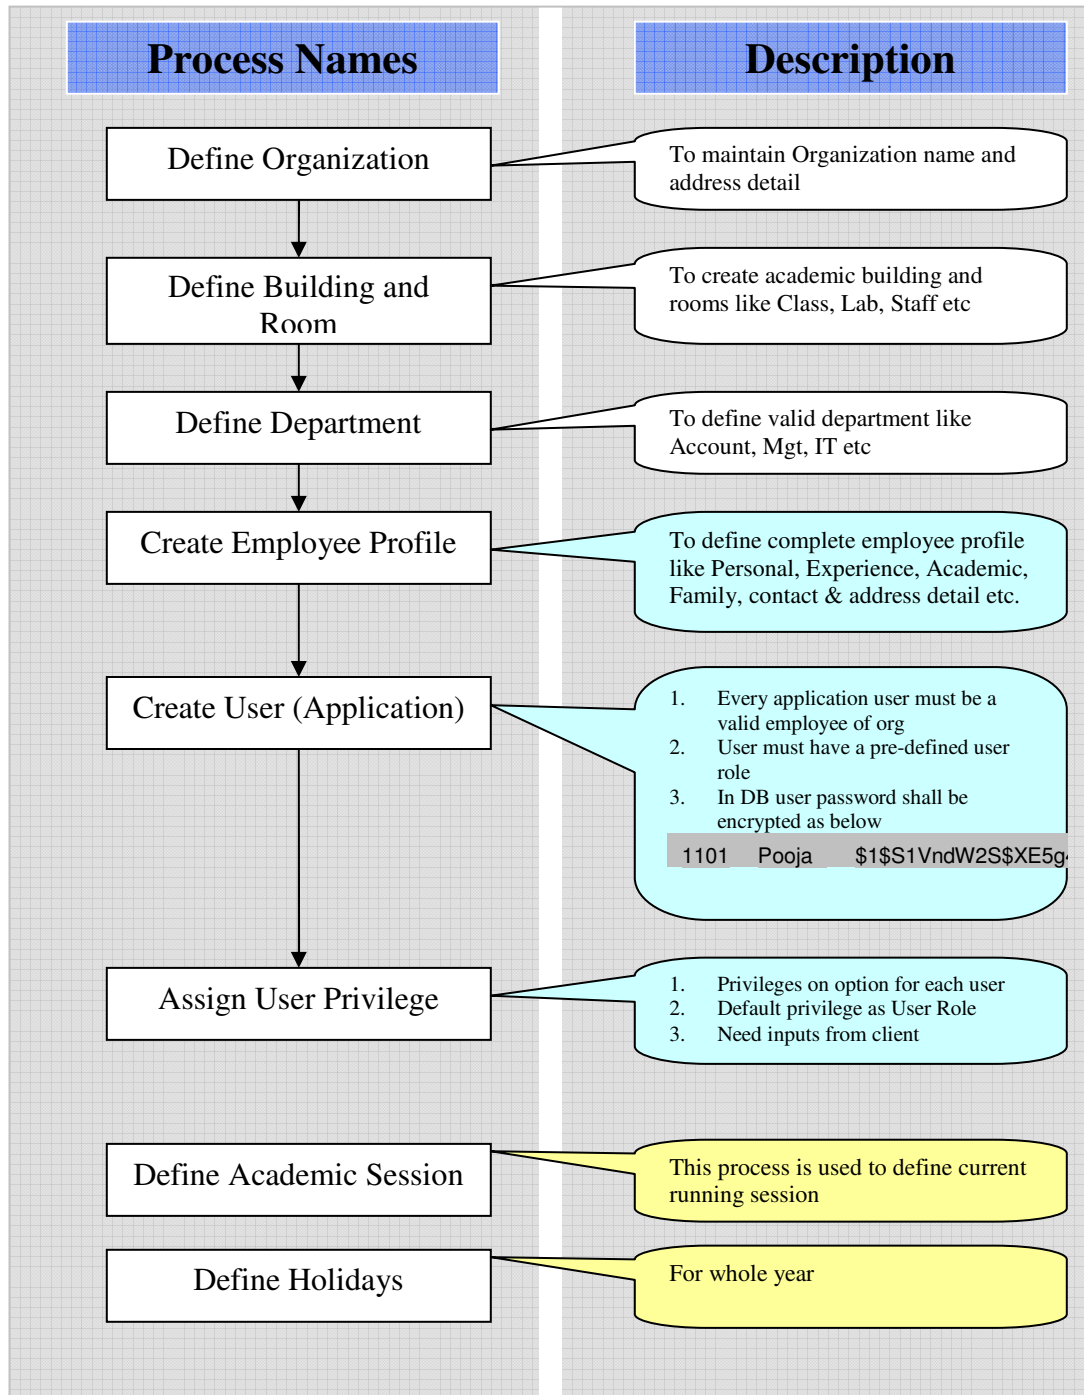 Process Names
Description
Define Organization
To maintain Organization name and
address detail
Define Building and
Room
To create academic building and
rooms like Class, Lab, Staff etc
Define Department
To define valid department like
Account, Mgt, IT etc
Create Employee Profile
To define complete employee profile
like Personal, Experience, Academic,
Family, contact & address detail etc.
Create User (Application)
1. Every application user must be a
valid employee of org
2. User must have a pre-defined user
role
3. In DB user password shall be
encrypted as below
1101 Pooja $1$S1VndW2S$XE5g
Assign User Privilege
1. Privileges on option for each user
2. Default privilege as User Role
3. Need inputs from client
Define Academic Session
This process is used to define current
running session
Define Holidays
For whole year